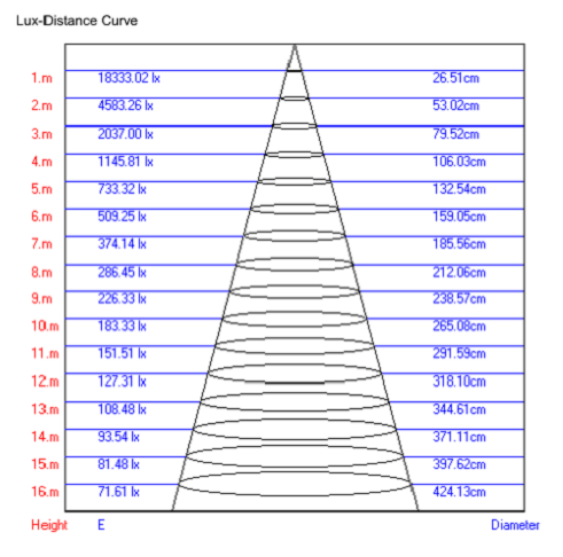 Lux-Distance Curve
1.m 18333.02 lx 26.51cm
2.m 4583.26 lx 53.02cm
3.m 2037.00 lx 79.52cm
4.m 1145.81 lx 106.03cm
5.m 733.32 lx 132.54cm
6.m 509.25 lx 159.05cm
7.m 374.14 lx 185.56cm
8.m 286.45 lx 212.06cm
9.m 226.33 lx 238.57cm
10.m 183.33 lx 265.08cm
11.m 151.51 lx 291.59cm
12.m 127.31 lx 318.10cm
13.m 108.48 lx 344.61cm
14.m 93.54 lx 371.11cm
15.m 81.48 lx 397.62cm
16.m 71.61 lx 424.13cm
Height E Diameter